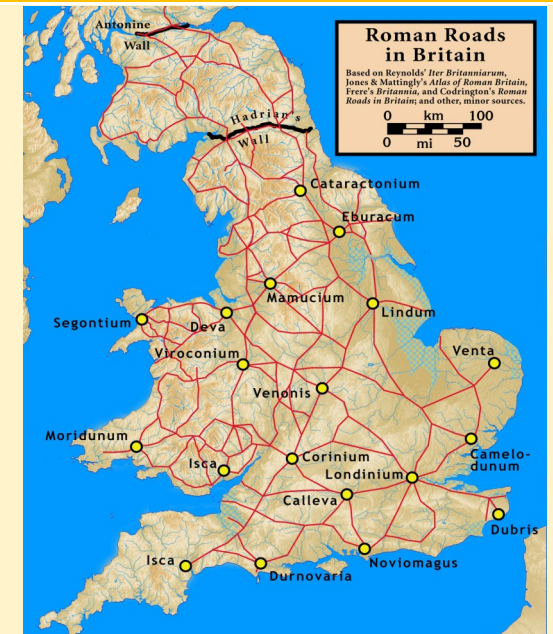 Antonine
Wall
Roman Roads
in Britain
Based on Reynolds' Iter Britanniarum,
Jones & Mattingly's Atlas of Roman Britain,
Frere's Britannia, and Codrington's Roman
Roads in Britain; and other, minor sources.
0 km 100
0 mi 50
Hadrian's
Wall
Cataractonium
Eburacum
Mamucium
Lindum
Segontium
Deva
Viroconium
Venta
Venonis
Moridunum
Isca
Corinium
Londinium
Camelo-
dunum
Calleva
Dubris
Isca
Durnovaria
Noviomagus